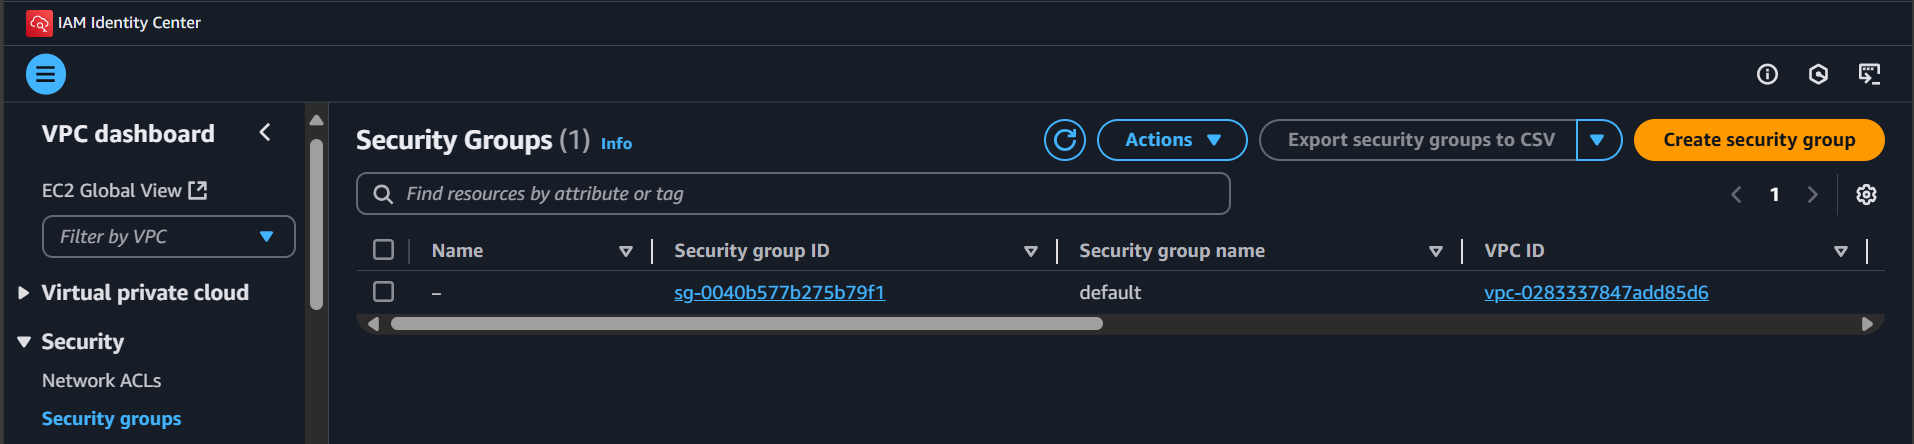 IAM Identity Center
VPC dashboard
EC2 Global View
Filter by VPC
Virtual private cloud
Security
Network ACLs
Security groups
Security Groups (1) Info
Actions
Export security groups to CSV
Create security group
Find resources by attribute or tag
1
Name Security group ID Security group name VPC ID
– sg-0040b577b275b79f1 default vpc-0283337847add85d6